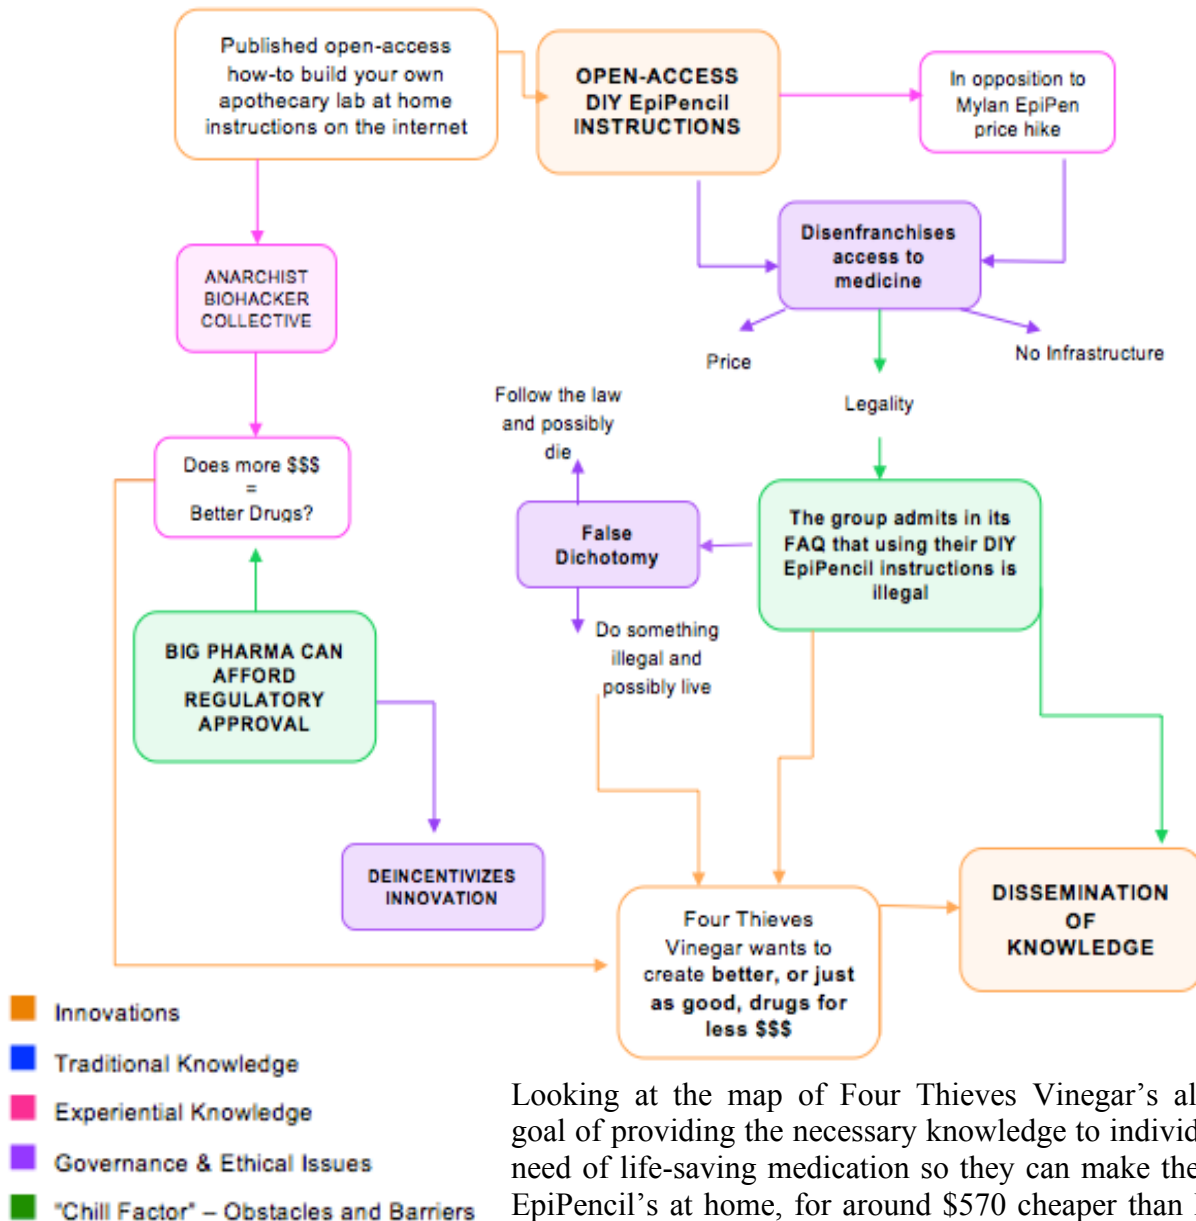 Published open-access
how-to build your own
apothecary lab at home
instructions on the internet
OPEN-ACCESS
DIY EpiPencil
INSTRUCTIONS
In opposition to
Mylan EpiPen
price hike
Disenfranchises
access to
medicine
ANARCHIST
BIOHACKER
COLLECTIVE
Price
No Infrastructure
Legality
Follow the law
and possibly
die
Does more $$$
=
Better Drugs?
False
Dichotomy
The group admits in its
FAQ that using their DIY
EpiPencil instructions is
illegal
Do something
illegal and
possibly live
BIG PHARMA CAN
AFFORD
REGULATORY
APPROVAL
DEINCENTIVIZES
INNOVATION
Four Thieves
Vinegar wants to
create better, or just
as good, drugs for
less $$$
DISSEMINATION
OF
KNOWLEDGE
Innovations
Traditional Knowledge
Experiential Knowledge
Governance & Ethical Issues
"Chill Factor" – Obstacles and Barriers
Looking at the map of Four Thieves Vinegar’s al
goal of providing the necessary knowledge to individ
need of life-saving medication so they can make the
EpiPencil’s at home, for around $570 cheaper than